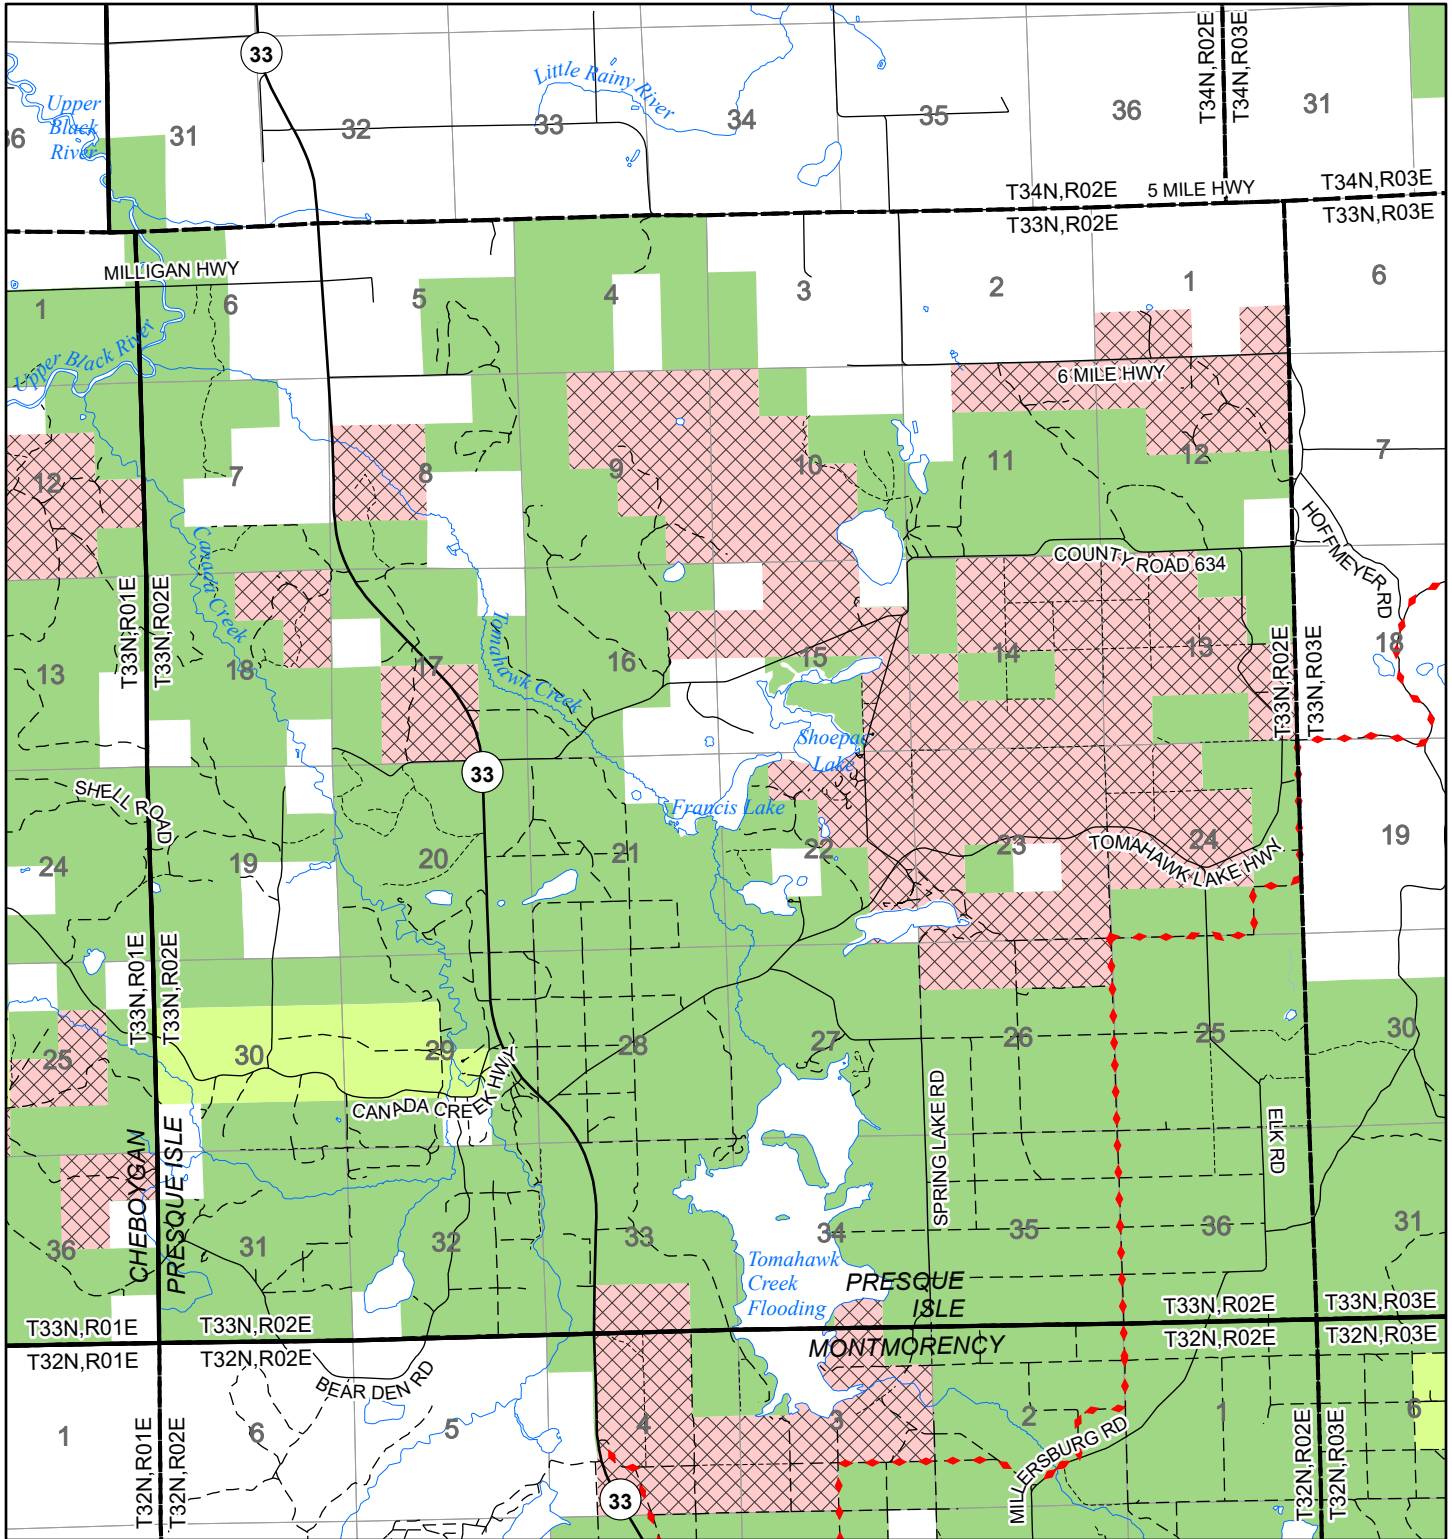 33
T34N,R02E
T34N,R03E
Little Rainy River
Upper
Black
River
36
31
32
33
34
35
36
31
T34N,R02E
5 MILE HWY
T34N,R03E
T33N,R02E
T33N,R03E
MILLIGAN HWY
1
6
5
4
3
2
1
6
Upper Black River
6 MILE HWY
12
7
8
9
10
11
12
7
Canada Creek
HOFFMEYER RD
COUNTY ROAD 634
T33N,R01E
T33N,R02E
Tomahawk Creek
13
18
17
16
15
14
13
18
T33N,R02E
T33N,R03E
Shoepac
Lake
33
SHELL ROAD
Francis Lake
24
19
20
21
22
23
24
19
TOMAHAWK LAKE HWY
T33N,R01E
T33N,R02E
25
30
29
28
27
26
25
30
CANADA CREEK HWY
SPRING LAKE RD
ELK RD
CHEBOYGAN
PRESQUE ISLE
36
31
32
33
34
35
36
31
Tomahawk
Creek
Flooding
PRESQUE
ISLE
T33N,R01E
T33N,R02E
T33N,R02E
T33N,R03E
T32N,R01E
T32N,R02E
MONTMORENCY
T32N,R02E
T32N,R03E
BEAR DEN RD
1
6
5
4
3
2
1
6
T32N,R01E
T32N,R02E
MILLERSBURG RD
T32N,R02E
T32N,R03E
33